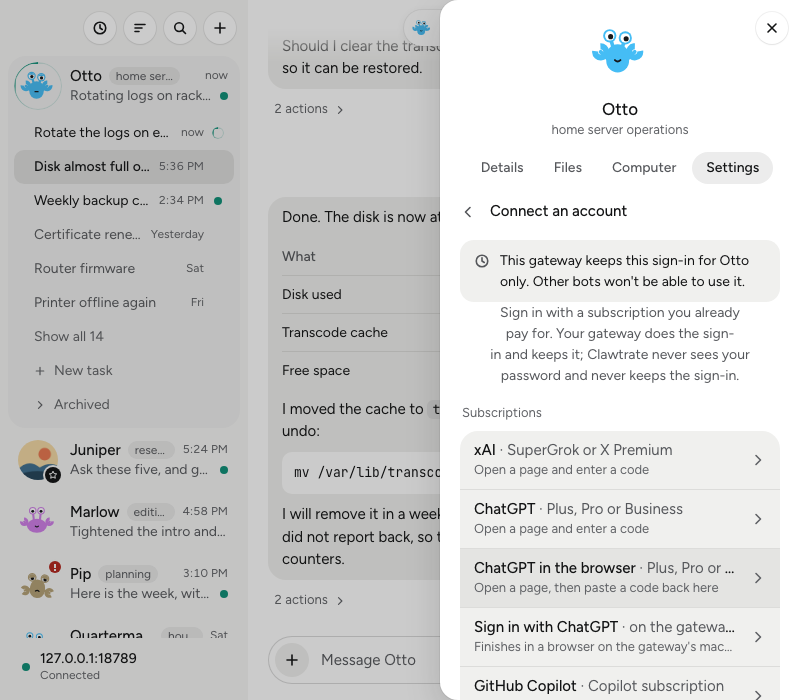 Otto home ser... now
Rotating logs on rack...
Rotate the logs on e... now
Disk almost full o... 5:36 PM
Weekly backup c... 2:34 PM
Certificate rene... Yesterday
Router firmware Sat
Printer offline again Fri
Show all 14
+ New task
Archived
Juniper rese... 5:24 PM
Ask these five, and g...
Marlow editi... 4:58 PM
Tightened the intro and...
Pip planning 3:10 PM
Here is the week, wit...
Quarterma hou... Sat
127.0.0.1:18789
Connected
Should I clear the transc
so it can be restored.
2 actions
Done. The disk is now at
What
Disk used
Transcode cache
Free space
I moved the cache to t
undo:
mv /var/lib/transco
I will remove it in a week
did not report back, so t
counters.
2 actions
Message Otto
Otto
home server operations
Details Files Computer Settings
Connect an account
This gateway keeps this sign-in for Otto
only. Other bots won't be able to use it.
Sign in with a subscription you already
pay for. Your gateway does the sign-
in and keeps it; Clawtrate never sees your
password and never keeps the sign-in.
Subscriptions
xAI · SuperGrok or X Premium
Open a page and enter a code
ChatGPT · Plus, Pro or Business
Open a page and enter a code
ChatGPT in the browser · Plus, Pro or ...
Open a page, then paste a code back here
Sign in with ChatGPT · on the gatewa...
Finishes in a browser on the gateway's mac...
GitHub Copilot · Copilot subscription